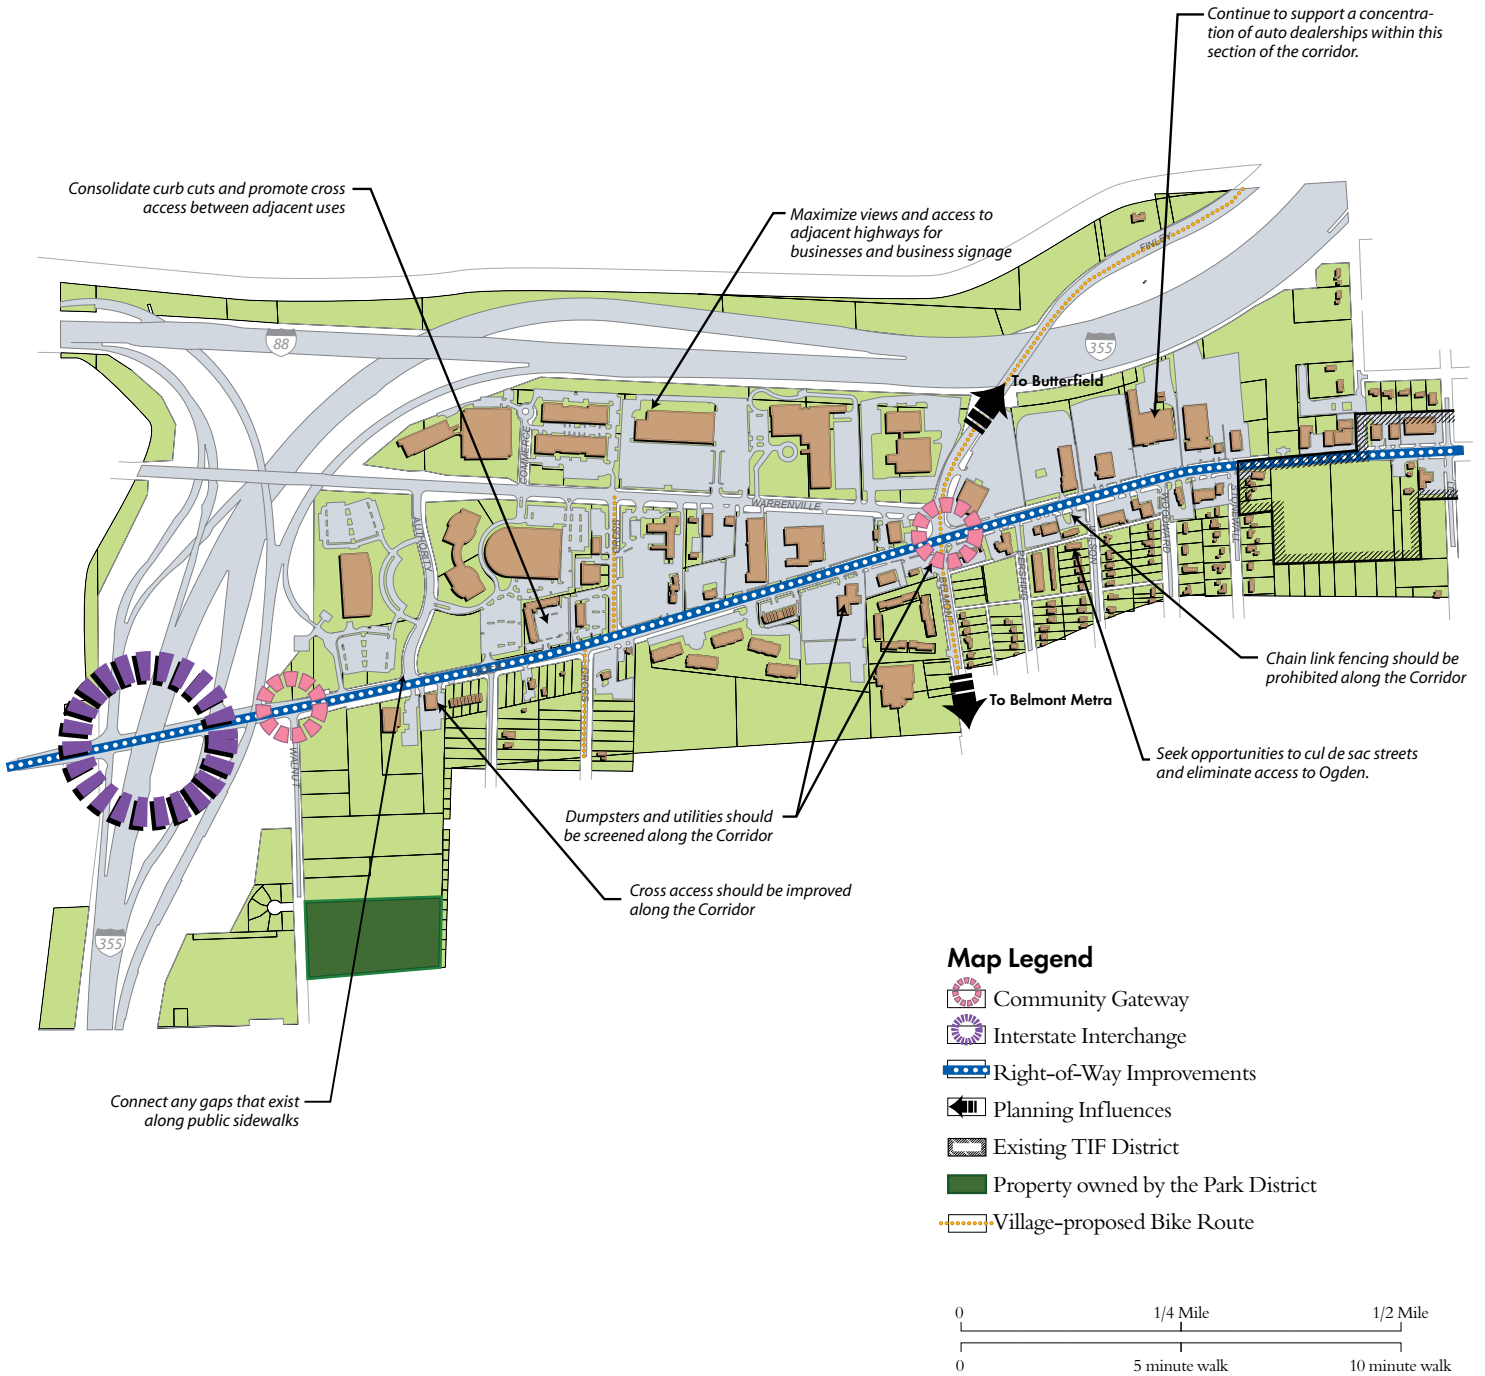 Continue to support a concentra-
tion of auto dealerships within this
section of the corridor.
Consolidate curb cuts and promote cross
access between adjacent uses
Maximize views and access to
adjacent highways for
businesses and business signage
FINLEY
88
355
To Butterfield
COMMERCE
WARRENVILLE
CROSS
WOODWARD
Chain link fencing should be
prohibited along the Corridor
To Belmont Metra
CROSS
WALNUT
Seek opportunities to cul de sac streets
and eliminate access to Ogden.
Dumpsters and utilities should
be screened along the Corridor
Cross access should be improved
along the Corridor
355
Connect any gaps that exist
along public sidewalks
Map Legend
Community Gateway
Interstate Interchange
Right-of-Way Improvements
Planning Influences
Existing TIF District
Property owned by the Park District
Village-proposed Bike Route
0 1/4 Mile 1/2 Mile
0 5 minute walk 10 minute walk